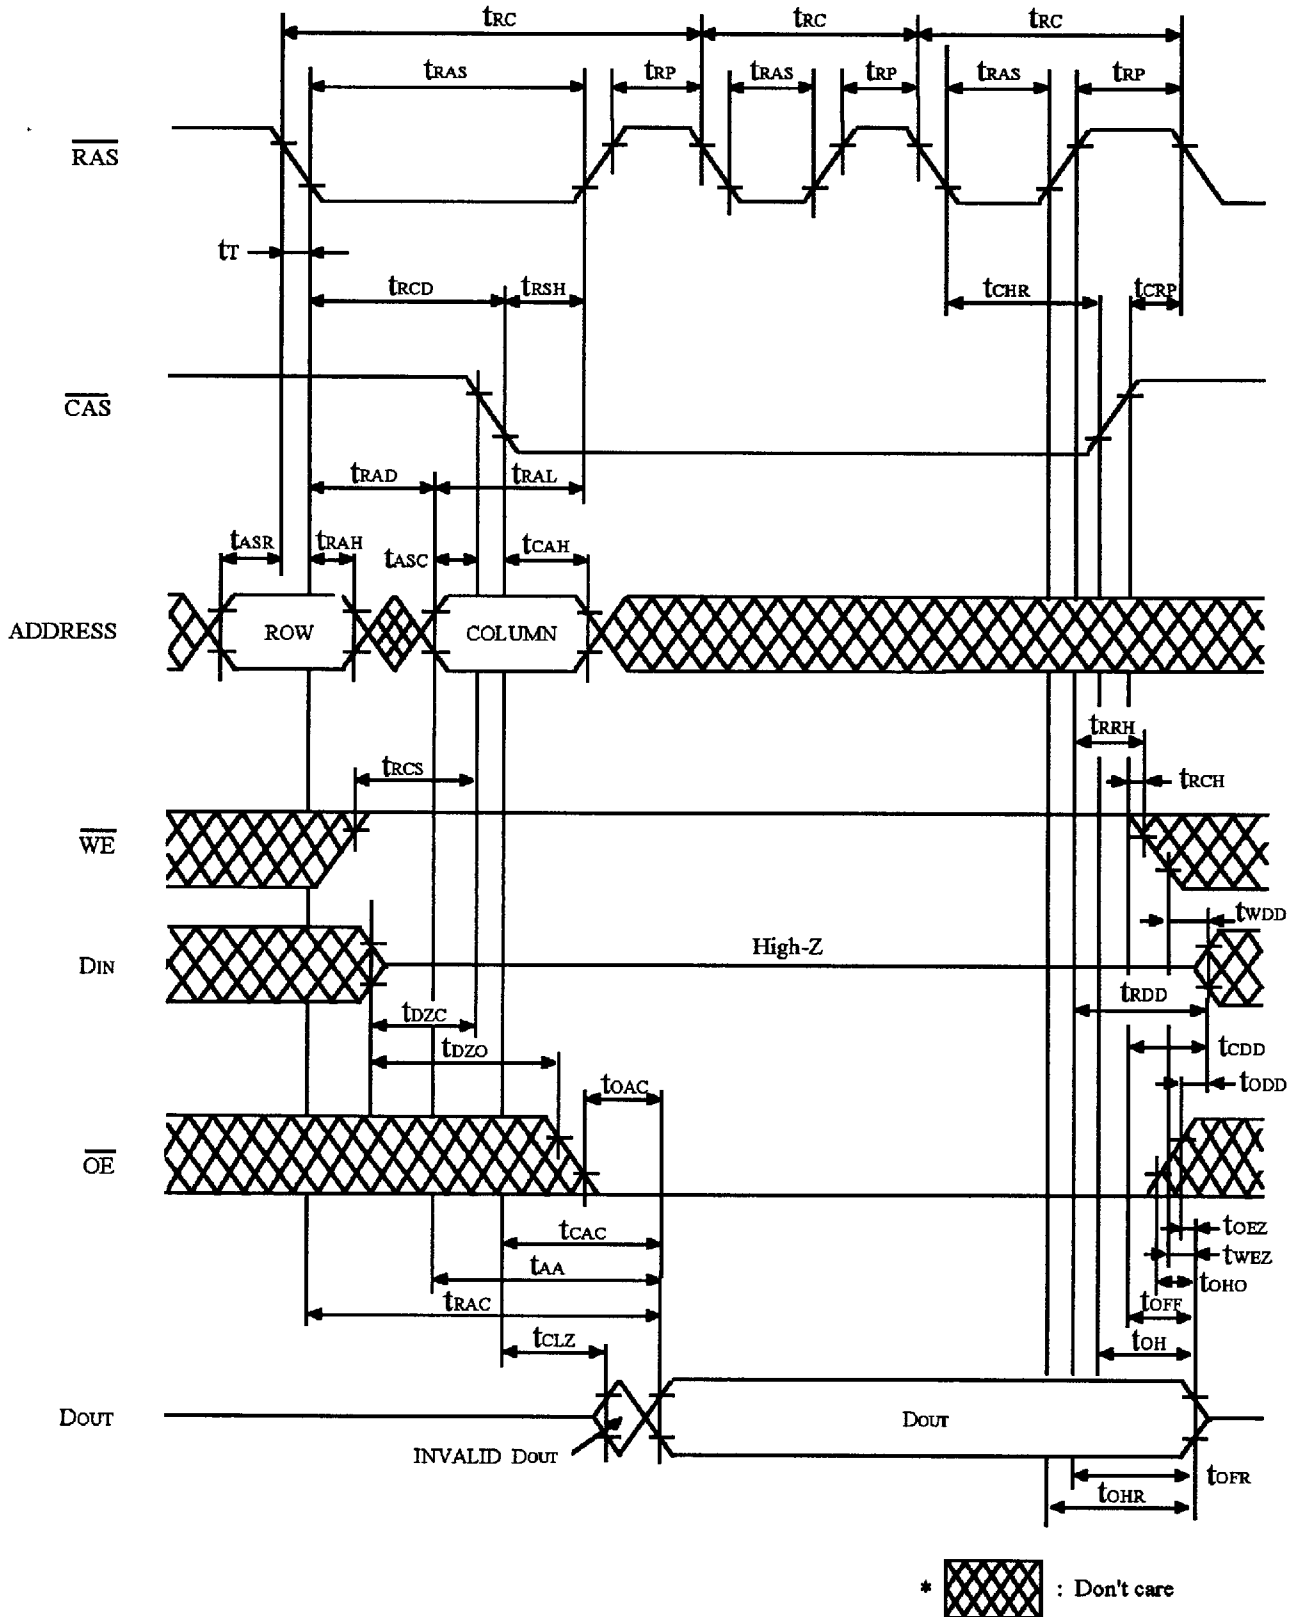 tRC tRC tRC
tRAS tRP tRAS tRP tRAS tRP
RAS
tT
tRCD tRSH tCHR tCRP
CAS
tRAD tRAL
tASR tRAH tASC tCAH
ADDRESS ROW COLUMN
tRRH
tRCS tRCH
WE
tWDD
DIN High-Z
tRDD
tDZC
tDZO tCDD
tOAC tODD
OE
tCAC tOEZ
tAA tWEZ
tOHO
tRAC tOFF
tCLZ tOH
DOUT DOUT
INVALID DOUT
tOFR
tOHR
* : Don't care